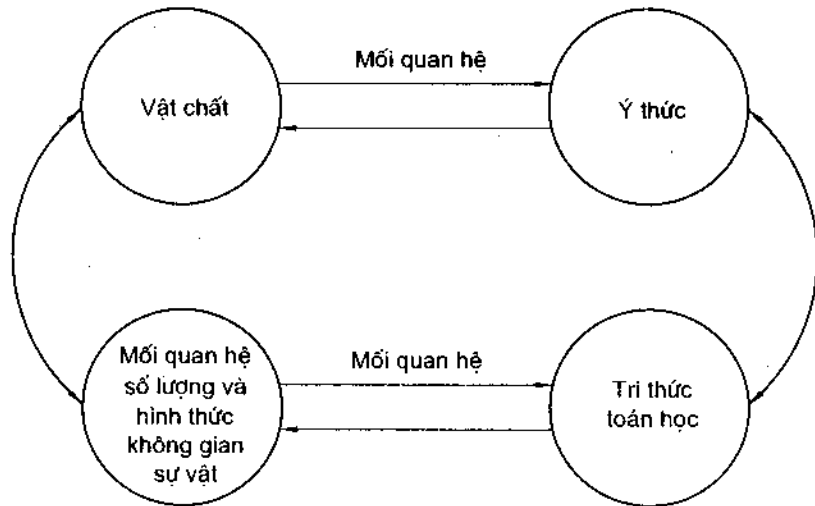 Mối quan hệ
Vật chất
Ý thức
Mối quan hệ
số lượng và
hình thức
không gian
sự vật
Mối quan hệ
Tri thức
toán học